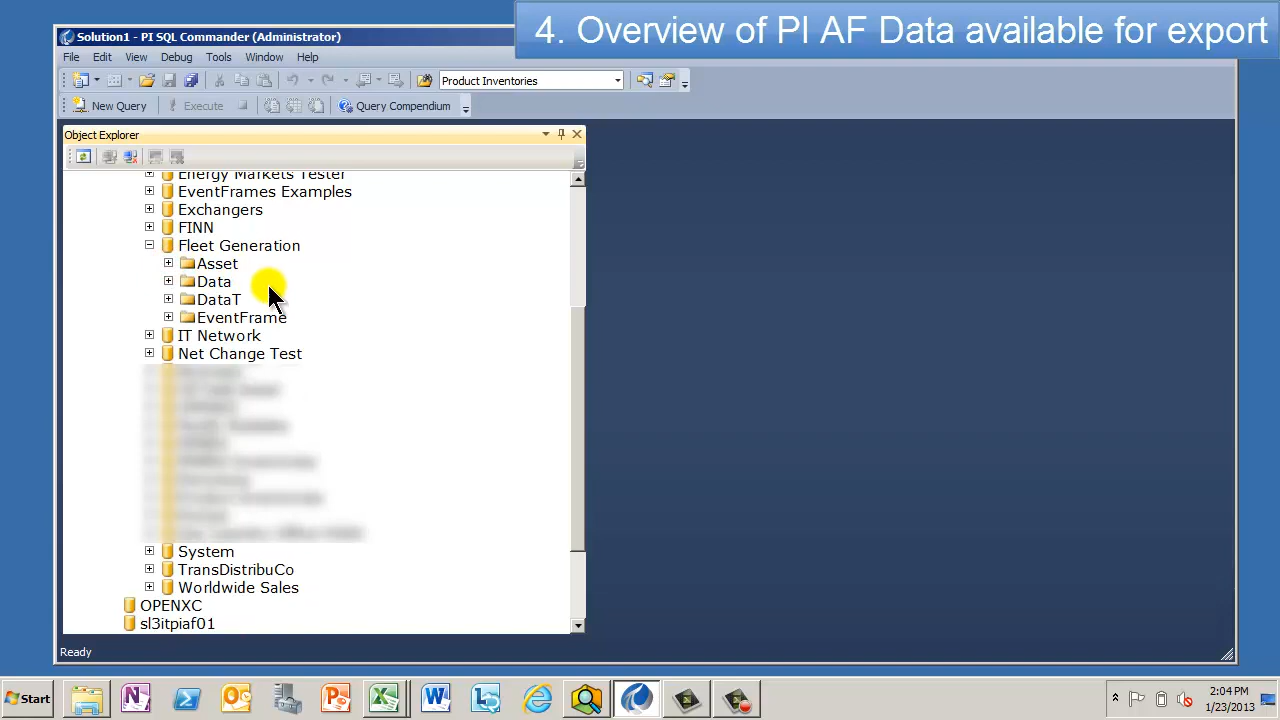 4. Overview of PI AF Data available for export
Solution1 - PI SQL Commander (Administrator)
File Edit View Debug Tools Window Help
Product Inventories
New Query Execute Query Compendium
Object Explorer
Energy Markets Tester
EventFrames Examples
Exchangers
FINN
Fleet Generation
Asset
Data
DataT
EventFrame
IT Network
Net Change Test
System
TransDistribuCo
Worldwide Sales
OPENXC
sl3itpiaf01
Ready
Start
2:04 PM
1/23/2013